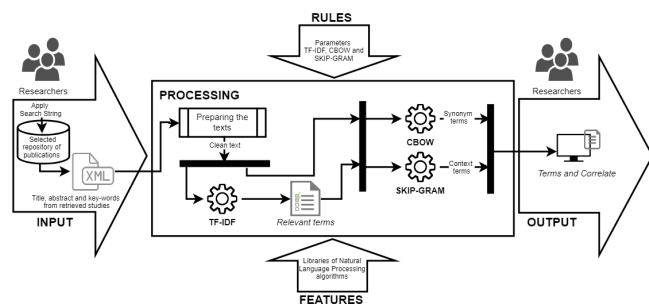 RULES
Parameters
TF-IDF, CBOW and
SKIP-GRAM
Researchers
Apply
Search String
Selected
repository of
publications
XML
Title, abstract and key-words
from retrieved studies
INPUT
PROCESSING
Preparing the
texts
Clean text
TF-IDF
Relevant terms
CBOW
SKIP-GRAM
Synonym
terms
Context
terms
Researchers
Terms and Correlate
OUTPUT
Libraries of Natural
Language Processing
algorithms
FEATURES